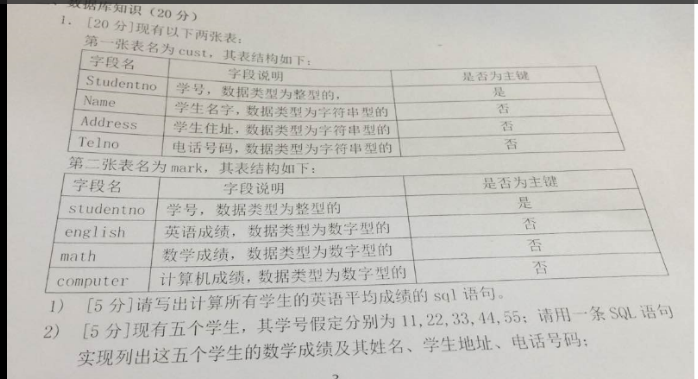 数据库知识（20分）
1. [20 分]现有以下两张表：
第一张表名为 cust，其表结构如下：
字段名 字段说明 是否为主键
Studentno 学号，数据类型为整型的， 是
Name 学生名字，数据类型为字符串型的 否
Address 学生住址，数据类型为字符串型的 否
Telno 电话号码，数据类型为字符串型的 否
第二张表名为 mark，其表结构如下：
字段名 字段说明 是否为主键
studentno 学号，数据类型为整型的 是
english 英语成绩，数据类型为数字型的 否
math 数学成绩，数据类型为数字型的 否
computer 计算机成绩，数据类型为数字型的 否
1) [5 分]请写出计算所有学生的英语平均成绩的 sql 语句。
2) [5 分]现有五个学生，其学号假定分别为 11,22,33,44,55；请用一条 SQL 语句
实现列出这五个学生的数学成绩及其姓名、学生地址、电话号码；